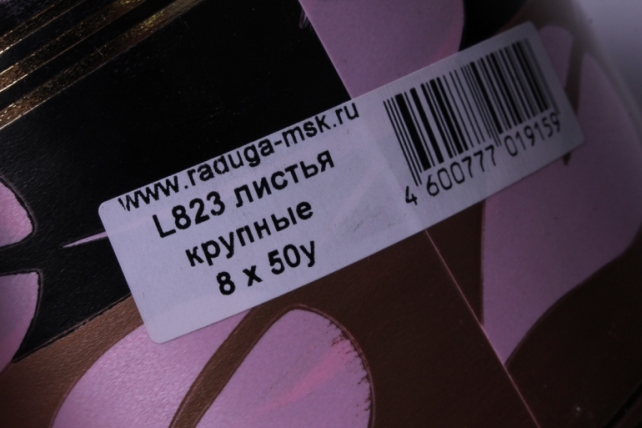 www.raduga-msk.ru
L823 листья
крупные
8 x 50y
4 600777 019159